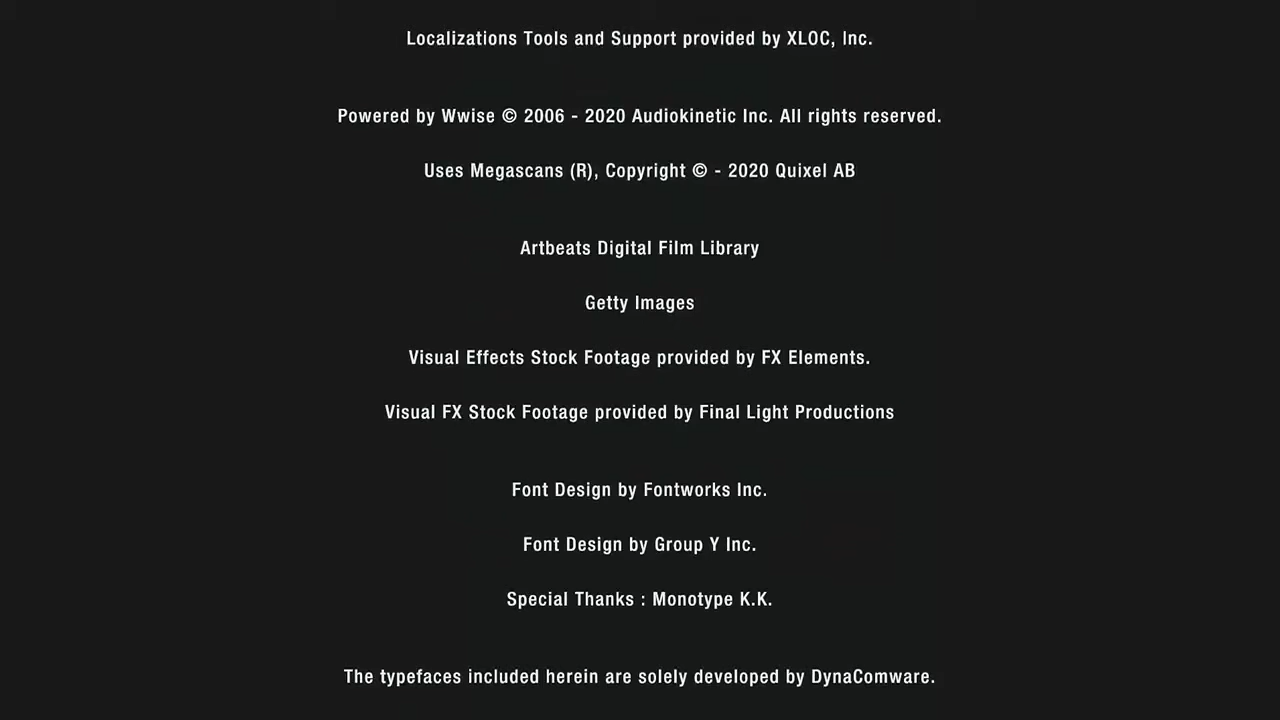 Localizations Tools and Support provided by XLOC, Inc.
Powered by Wwise © 2006 - 2020 Audiokinetic Inc. All rights reserved.
Uses Megascans (R), Copyright © - 2020 Quixel AB
Artbeats Digital Film Library
Getty Images
Visual Effects Stock Footage provided by FX Elements.
Visual FX Stock Footage provided by Final Light Productions
Font Design by Fontworks Inc.
Font Design by Group Y Inc.
Special Thanks : Monotype K.K.
The typefaces included herein are solely developed by DynaComware.